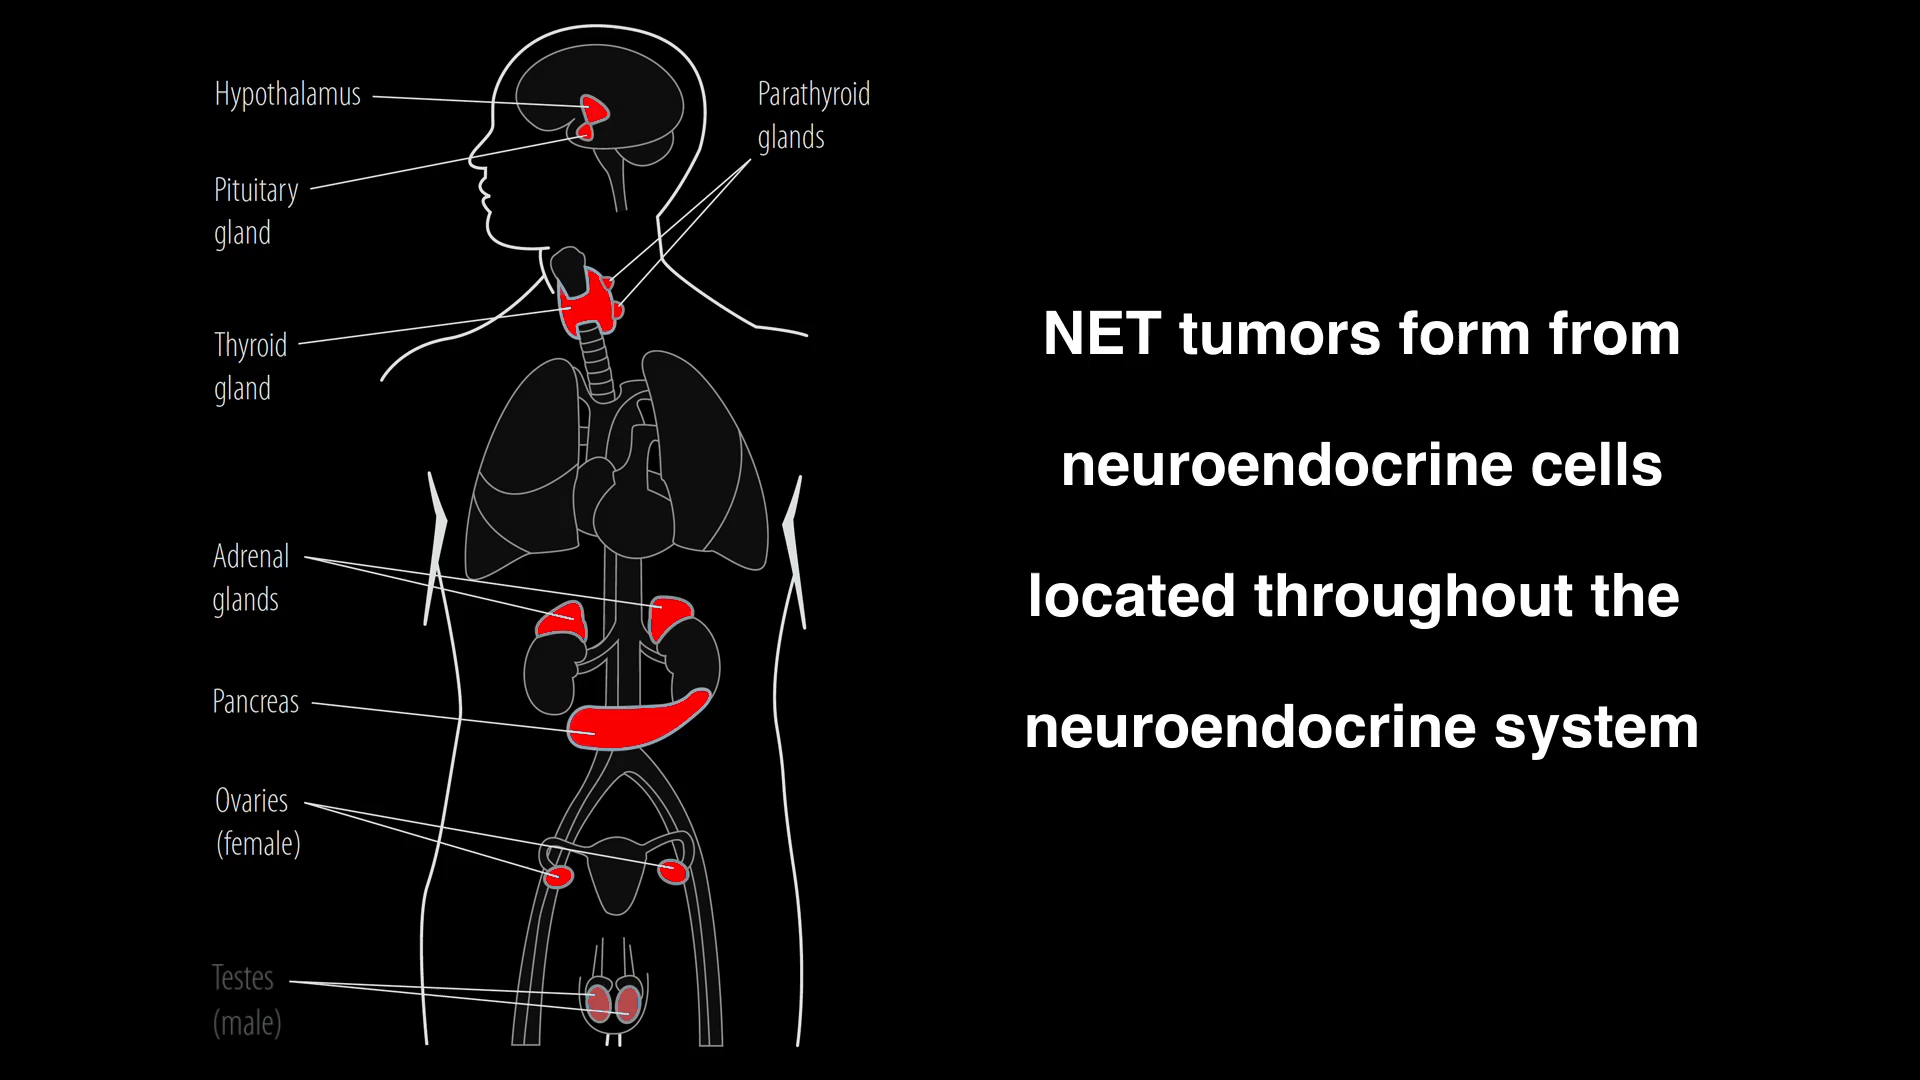 Hypothalamus
Pituitary
gland
Thyroid
gland
Parathyroid
glands
Adrenal
glands
Pancreas
Ovaries
(female)
Testes
(male)
NET tumors form from
neuroendocrine cells
located throughout the
neuroendocrine system